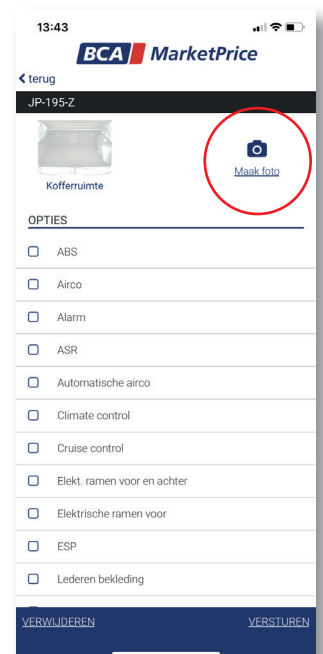 13:43
BCA MarketPrice
terug
JP-195-Z
Maak foto
Kofferruimte
OPTIES
ABS
Airco
Alarm
ASR
Automatische airco
Climate control
Cruise control
Elekt. ramen voor en achter
Elektrische ramen voor
ESP
Lederen bekleding
VERWIJDEREN VERSTUREN